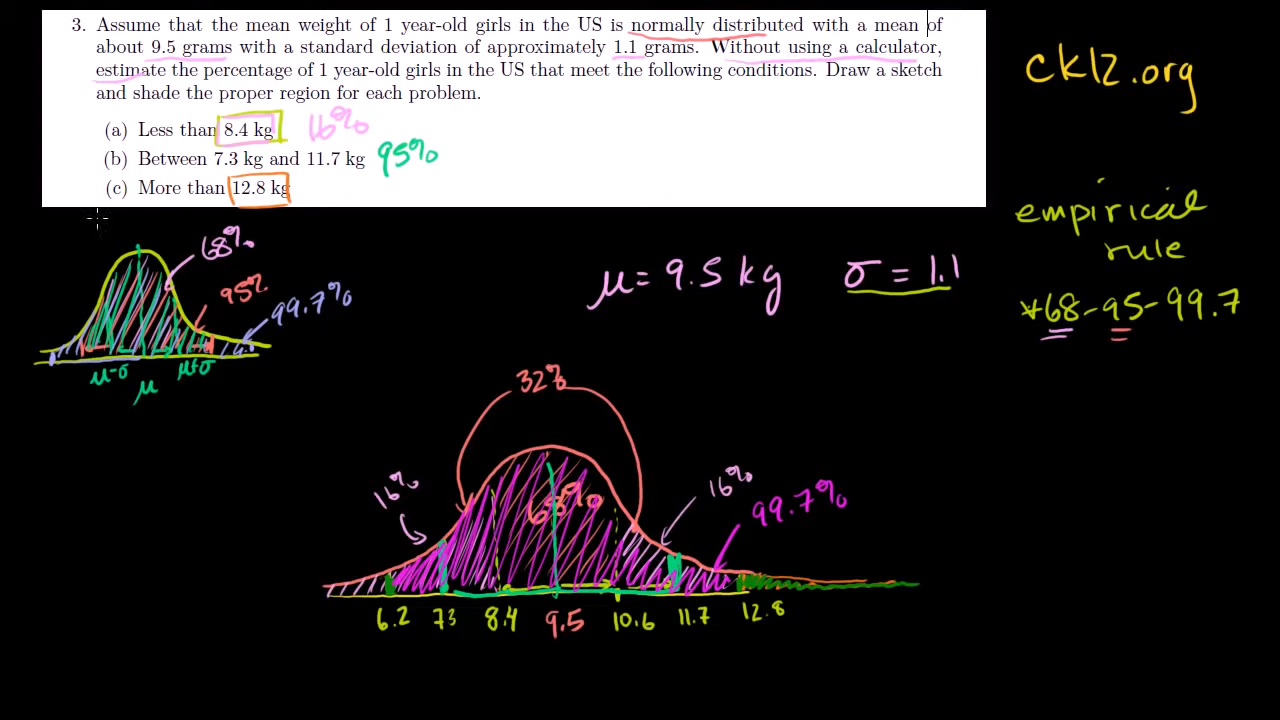 3. Assume that the mean weight of 1 year-old girls in the US is normally distributed with a mean of
about 9.5 grams with a standard deviation of approximately 1.1 grams. Without using a calculator,
estimate the percentage of 1 year-old girls in the US that meet the following conditions. Draw a sketch
and shade the proper region for each problem.
(a) Less than 8.4 kg 16%
(b) Between 7.3 kg and 11.7 kg 95%
(c) More than 12.8 kg
ck12.org
empirical
rule
*68-95-99.7
μ = 9.5 kg σ = 1.1
68%
95%
99.7%
μ-σ μ μ+σ
32%
16%
68%
16%
99.7%
6.2 73 8.4 9.5 10.6 11.7 12.8